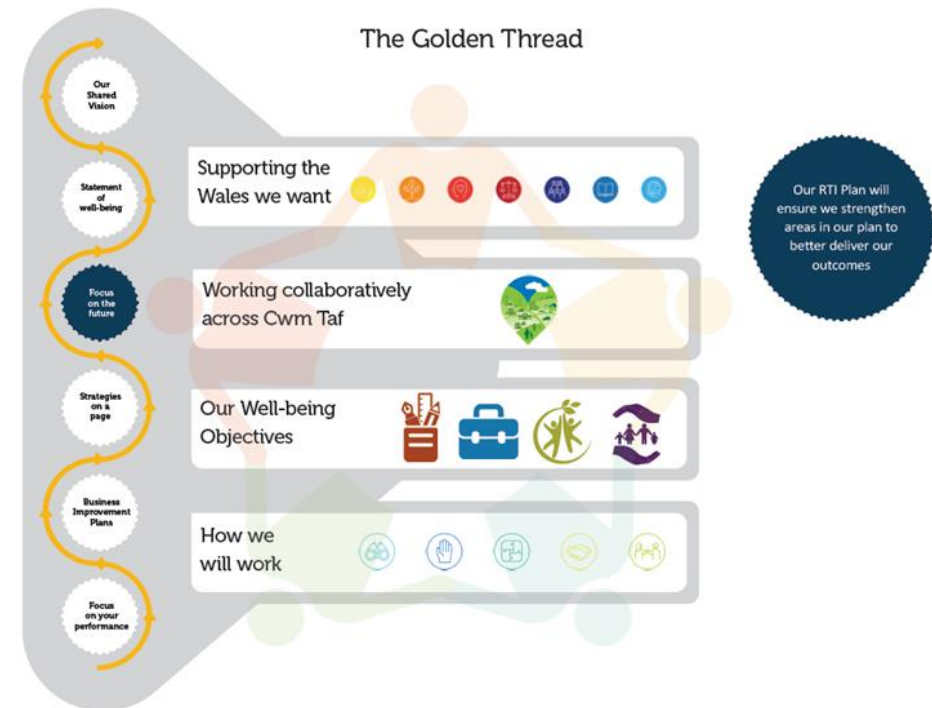 The Golden Thread
Our
Shared
Vision
Statement
of
well-being
Focus
on the
future
Strategies
on a
page
Business
Improvement
Plans
Focus
on your
performance
Supporting the
Wales we want
Working collaboratively
across Cwm Taf
Our Well-being
Objectives
How we
will work
Our RTI Plan will
ensure we strengthen
areas in our plan to
better deliver our
outcomes